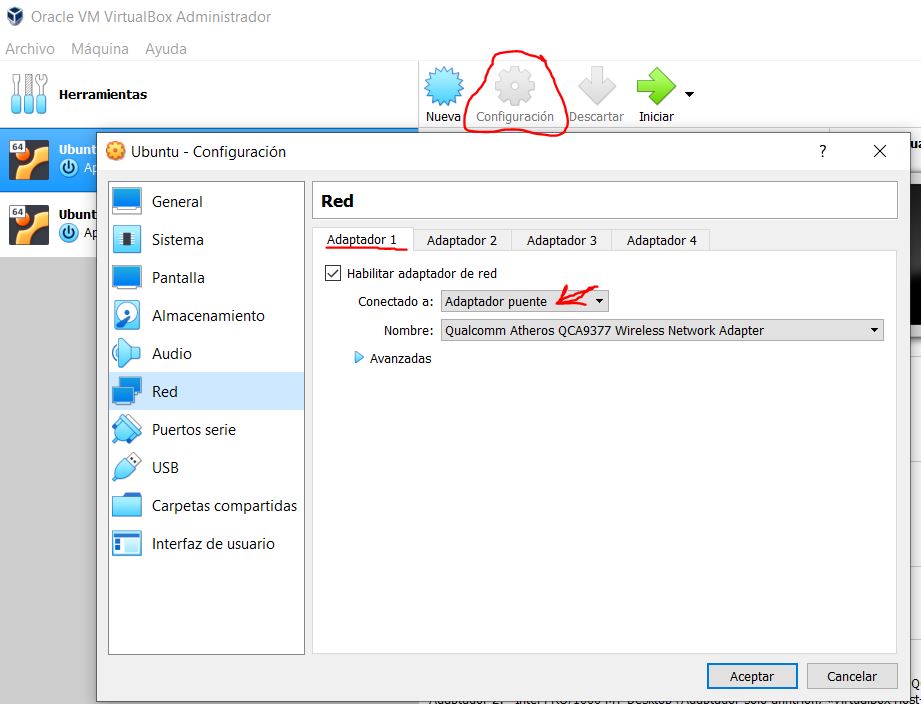 Oracle VM VirtualBox Administrador
Archivo Máquina Ayuda
Herramientas
Nueva Configuración Descartar Iniciar
64 Ubunt
Ap
64 Ubunt
Ap
Ubuntu - Configuración ?
General
Sistema
Pantalla
Almacenamiento
Audio
Red
Puertos serie
USB
Carpetas compartidas
Interfaz de usuario
Red
Adaptador 1 Adaptador 2 Adaptador 3 Adaptador 4
Habilitar adaptador de red
Conectado a: Adaptador puente
Nombre: Qualcomm Atheros QCA9377 Wireless Network Adapter
Avanzadas
Aceptar Cancelar